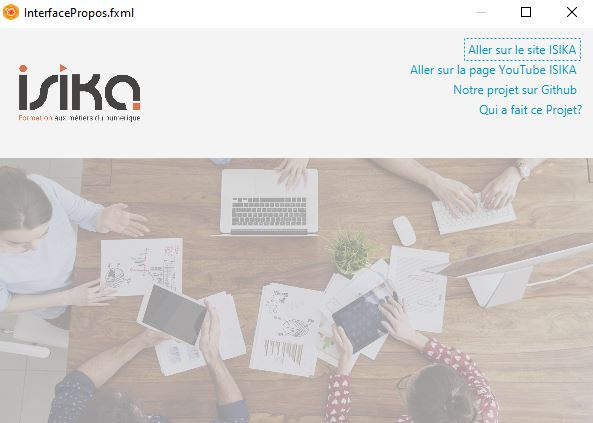 InterfacePropos.fxml
Aller sur le site ISIKA
Aller sur la page YouTube ISIKA
Notre projet sur Github
Qui a fait ce Projet?
isika
Formation aux métiers du numerique